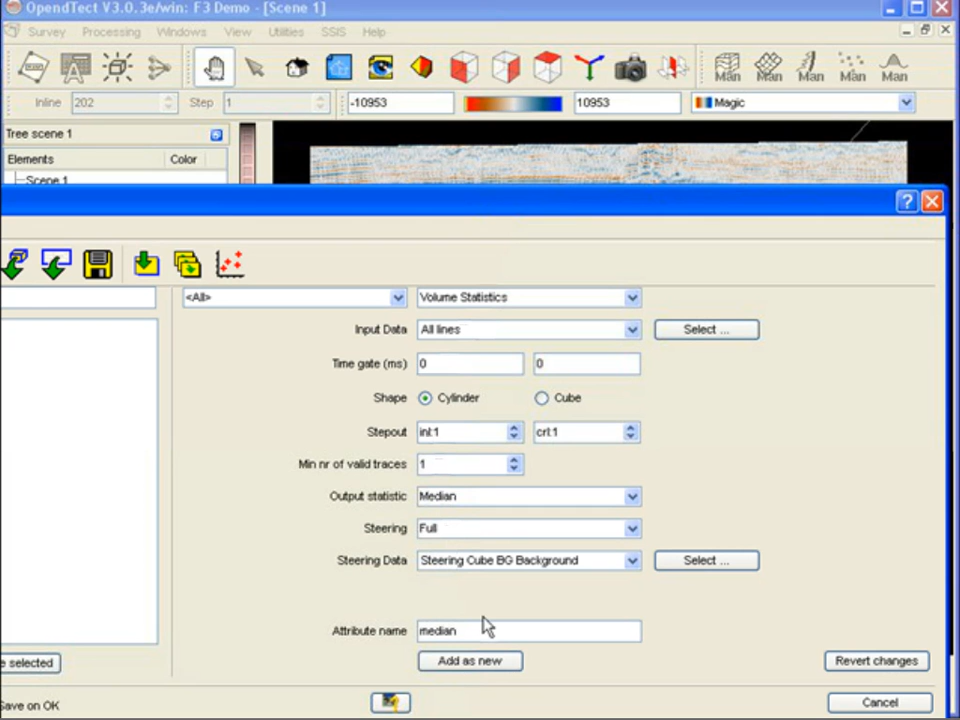 OpendTect V3.0.3e/win: F3 Demo - [Scene 1]
Survey Processing Windows View Utilities SSIS Help
Man Man Man Man Man
Inline 202 Step 1 -10953 10953 Magic
Tree scene 1
Elements Color
Scene 1
<All> Volume Statistics
Input Data All lines Select ...
Time gate (ms) 0 0
Shape Cylinder Cube
Stepout inl:1 crl:1
Min nr of valid traces 1
Output statistic Median
Steering Full
Steering Data Steering Cube BG Background Select ...
Attribute name median
e selected Add as new Revert changes
Save on OK Cancel